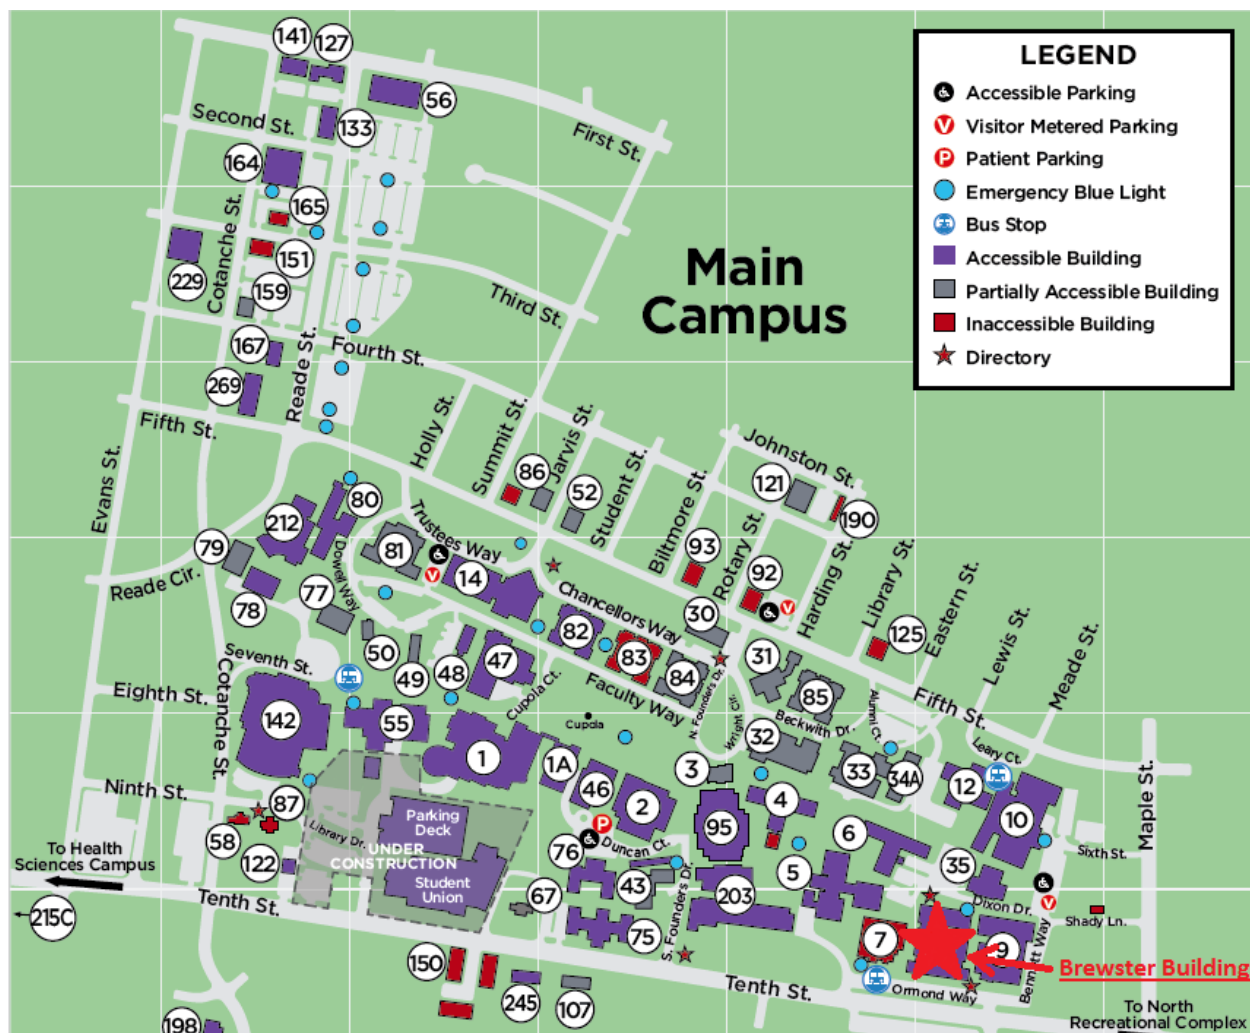 141
127
56
Second St.
133
First St.
164
165
Cotanche St.
151
229
159
Third St.
Main
Campus
167
Reade St.
Fourth St.
269
Fifth St.
Evans St.
Holly St.
Summit St.
86
Jarvis St.
52
Student St.
Biltmore St.
Johnston St.
121
190
80
212
79
Reade Cir.
78
Dowell Way
81
Trustees Way
V
14
77
50
49
48
47
Cupola Ct.
82
Chancellors Way
83
84
Faculty Way
Cupola
93
Rotary St.
92
V
Harding St.
30
31
N. Founders Dr.
Wright Cir.
85
Beckwith Dr.
Library St.
125
Eastern St.
Lewis St.
Meade St.
Fifth St.
Alumni Ct.
Leary Ct.
Seventh St.
Eighth St.
Cotanche St.
142
55
1
1A
46
2
3
32
33
34A
12
10
4
95
5
6
35
Maple St.
Sixth St.
Ninth St.
87
58
122
Library Dr.
Parking
Deck
UNDER
CONSTRUCTION
Student
Union
P
76
Duncan Ct.
67
43
75
S. Founders Dr.
203
Dixon Dr.
V
Shady Ln.
7
9
Bennett Way
Brewster Building
Ormond Way
To Health
Sciences Campus
215C
Tenth St.
150
245
107
Tenth St.
198
To North
Recreational Complex
LEGEND
Accessible Parking
V Visitor Metered Parking
P Patient Parking
Emergency Blue Light
Bus Stop
Accessible Building
Partially Accessible Building
Inaccessible Building
Directory